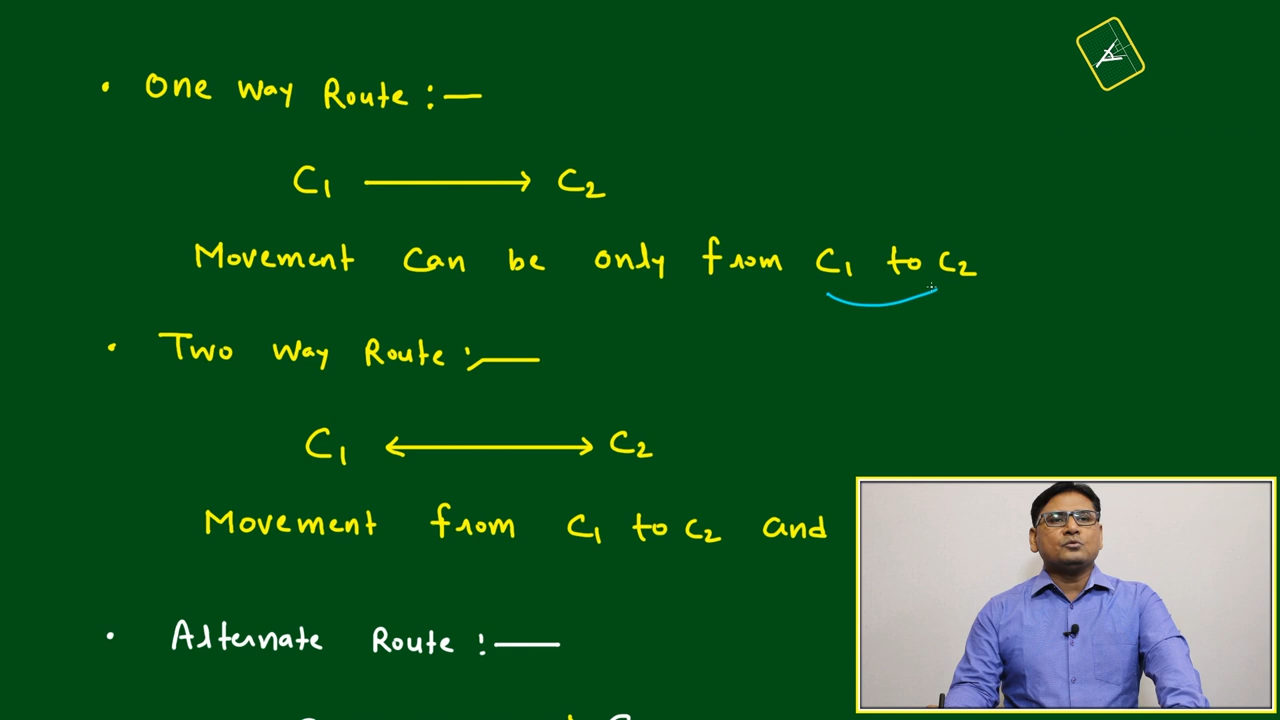 • One Way Route :—
C1 ⟶ C2
Movement can be only from C1 to C2
• Two Way Route :—
C1 ⟷ C2
Movement from C1 to C2 and
• Alternate Route :—